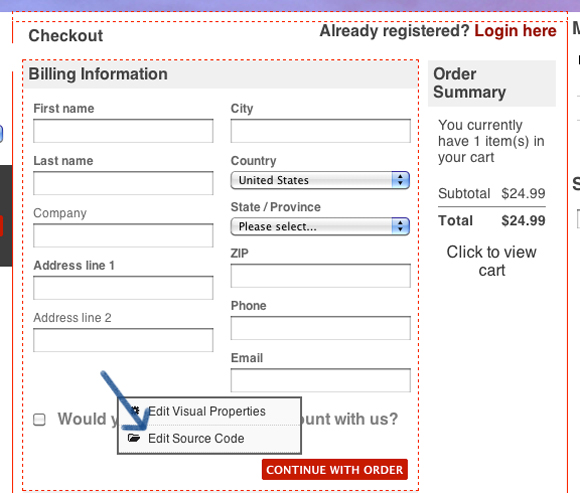 Checkout
Already registered? Login here
Billing Information
First name
Last name
Company
Address line 1
Address line 2
City
Country
United States
State / Province
Please select...
ZIP
Phone
Email
Would
ount with us?
Edit Visual Properties
Edit Source Code
CONTINUE WITH ORDER
Order
Summary
You currently
have 1 item(s) in
your cart
Subtotal $24.99
Total $24.99
Click to view
cart